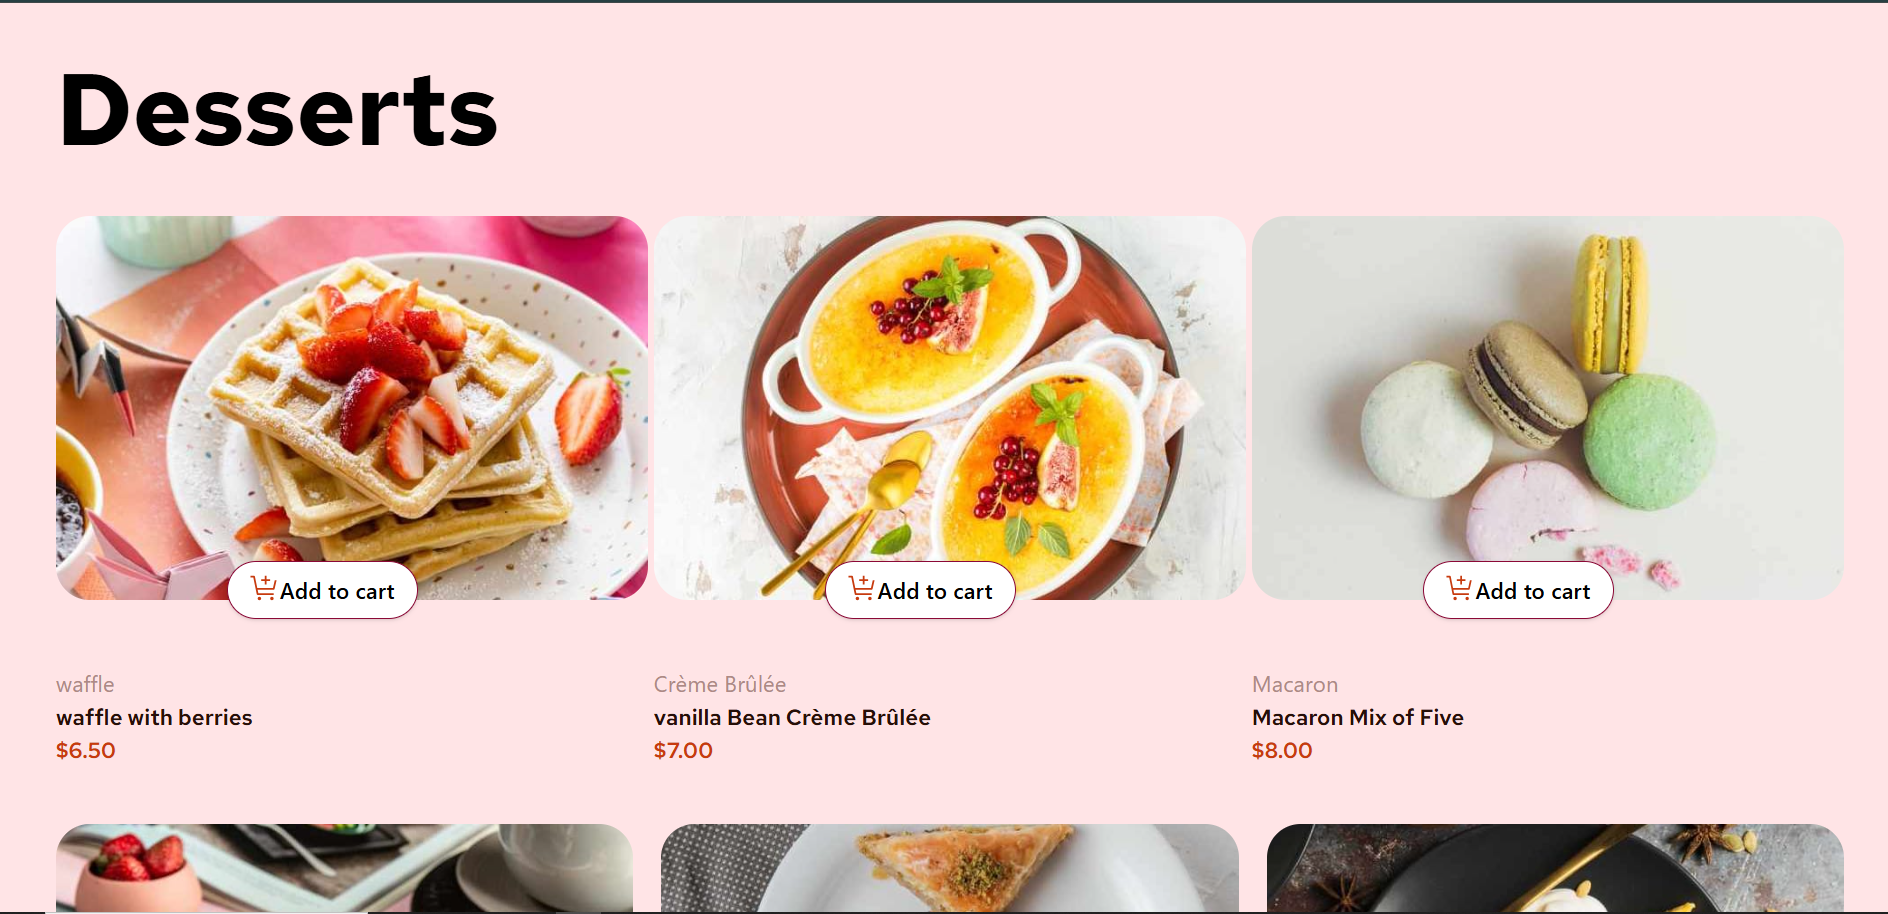 Desserts
Add to cart
Add to cart
Add to cart
waffle
waffle with berries
$6.50
Crème Brûlée
vanilla Bean Crème Brûlée
$7.00
Macaron
Macaron Mix of Five
$8.00